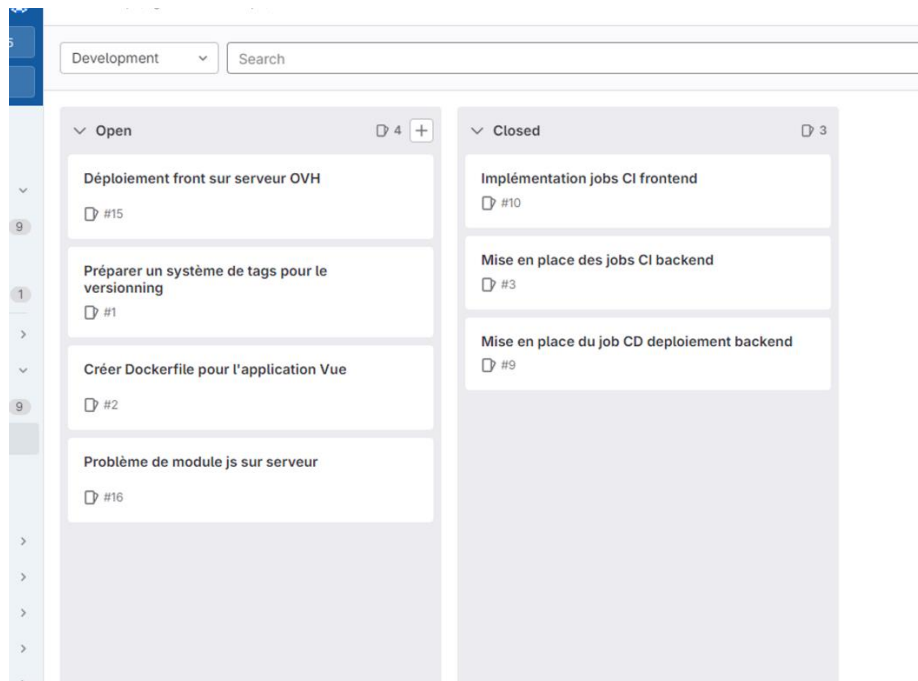 Development
Search
Open
4
Closed
3
Déploiement front sur serveur OVH
#15
Préparer un système de tags pour le
versionning
#1
Créer Dockerfile pour l'application Vue
#2
Problème de module js sur serveur
#16
Implémentation jobs CI frontend
#10
Mise en place des jobs CI backend
#3
Mise en place du job CD deploiement backend
#9
9
1
9